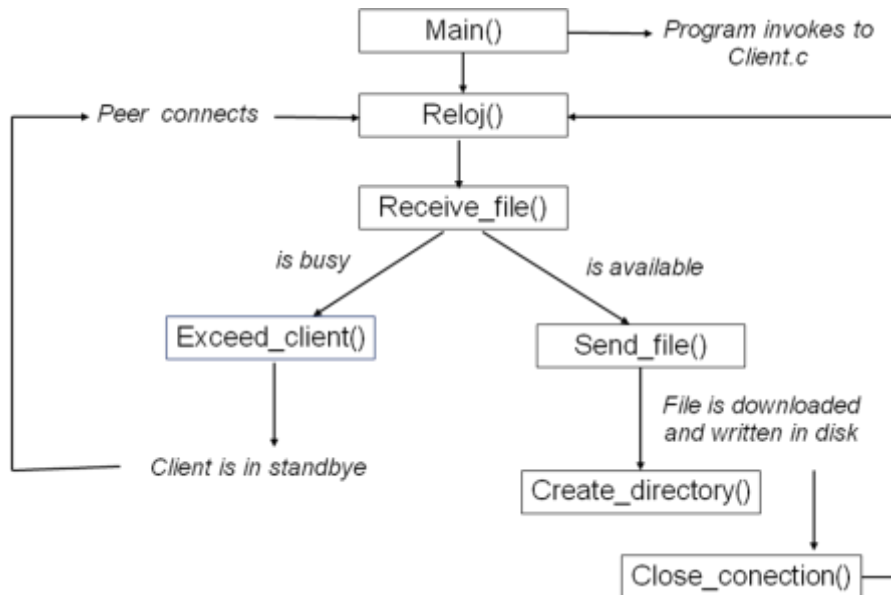 Main()
Program invokes to
Client.c
Peer connects
Reloj()
Receive_file()
is busy
is available
Exceed_client()
Send_file()
File is downloaded
and written in disk
Client is in standbye
Create_directory()
Close_conection()